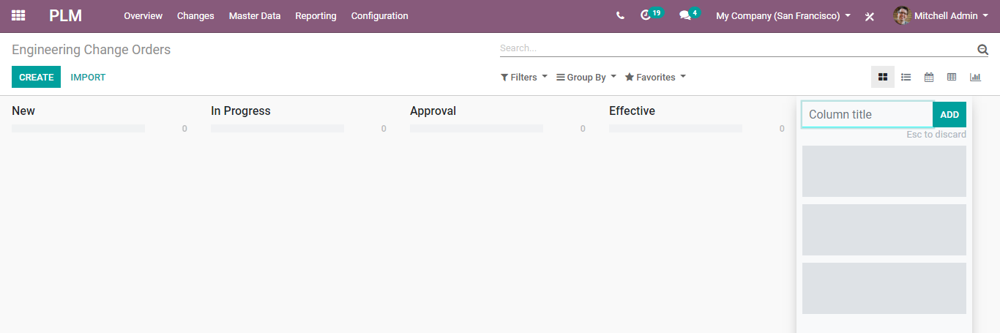 PLM Overview Changes Master Data Reporting Configuration 19 4 My Company (San Francisco) Mitchell Admin
Engineering Change Orders Search...
CREATE IMPORT Filters Group By Favorites
New In Progress Approval Effective Column title ADD
0 0 0 0
Esc to discard